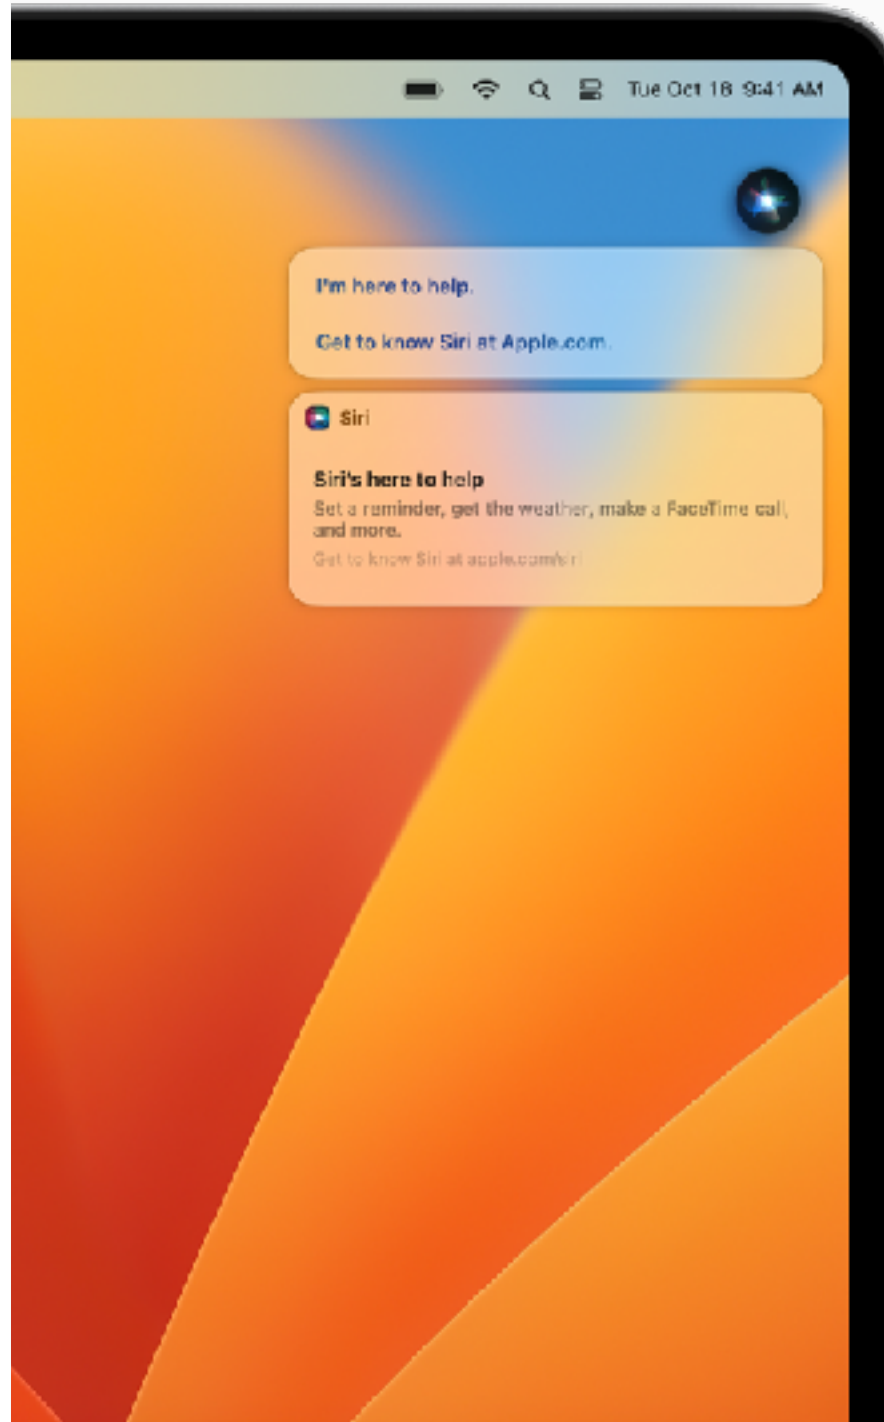 Tue Oct 18 9:41 AM
I'm here to help.
Get to know Siri at Apple.com.
Siri
Siri's here to help
Set a reminder, get the weather, make a FaceTime call,
and more.
Get to know Siri at apple.com/siri